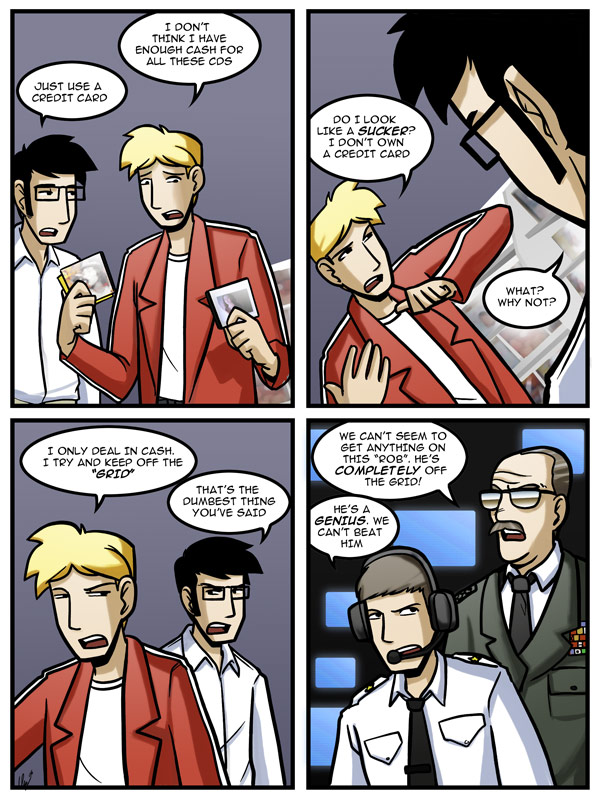 I DON'T
THINK I HAVE
ENOUGH CASH FOR
ALL THESE CDS
JUST USE A
CREDIT CARD
DO I LOOK
LIKE A SUCKER?
I DON'T OWN
A CREDIT CARD
WHAT?
WHY NOT?
I ONLY DEAL IN CASH.
I TRY AND KEEP OFF THE
"GRID"
THAT'S THE
DUMBEST THING
YOU'VE SAID
WE CAN'T SEEM TO
GET ANYTHING ON
THIS "ROB". HE'S
COMPLETELY OFF
THE GRID!
HE'S A
GENIUS. WE
CAN'T BEAT
HIM